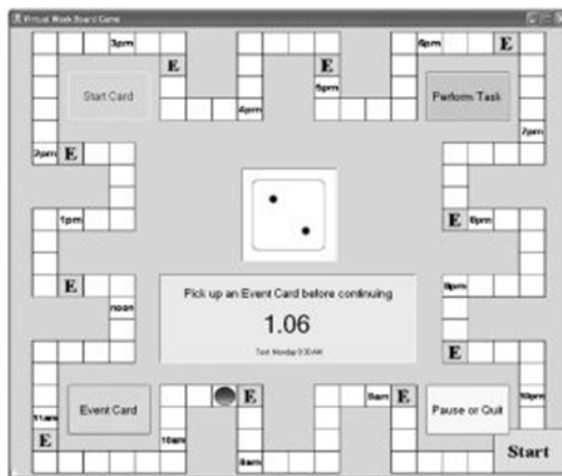 Virtual Week Board Game
3pm
6pm
E
E
E
Start Card
5pm
Perform Task
4pm
7pm
2pm
E
1pm
E
8pm
E
Pick up an Event Card before continuing
9pm
noon
1.06
E
Event Card
E
9am
E
Pause or Quit
10pm
11am
E
10am
8am
Start